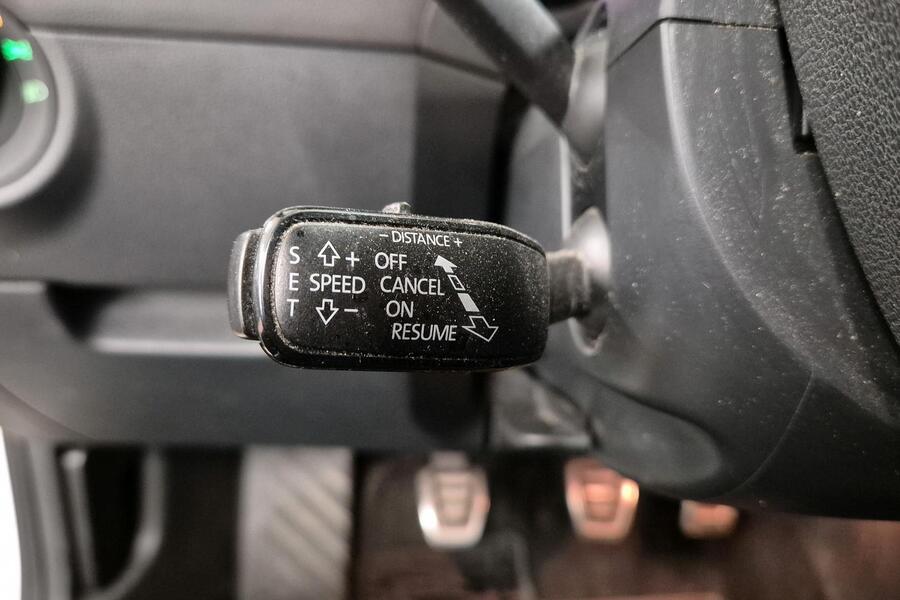 - DISTANCE +
S + OFF
E SPEED CANCEL
T - ON
RESUME